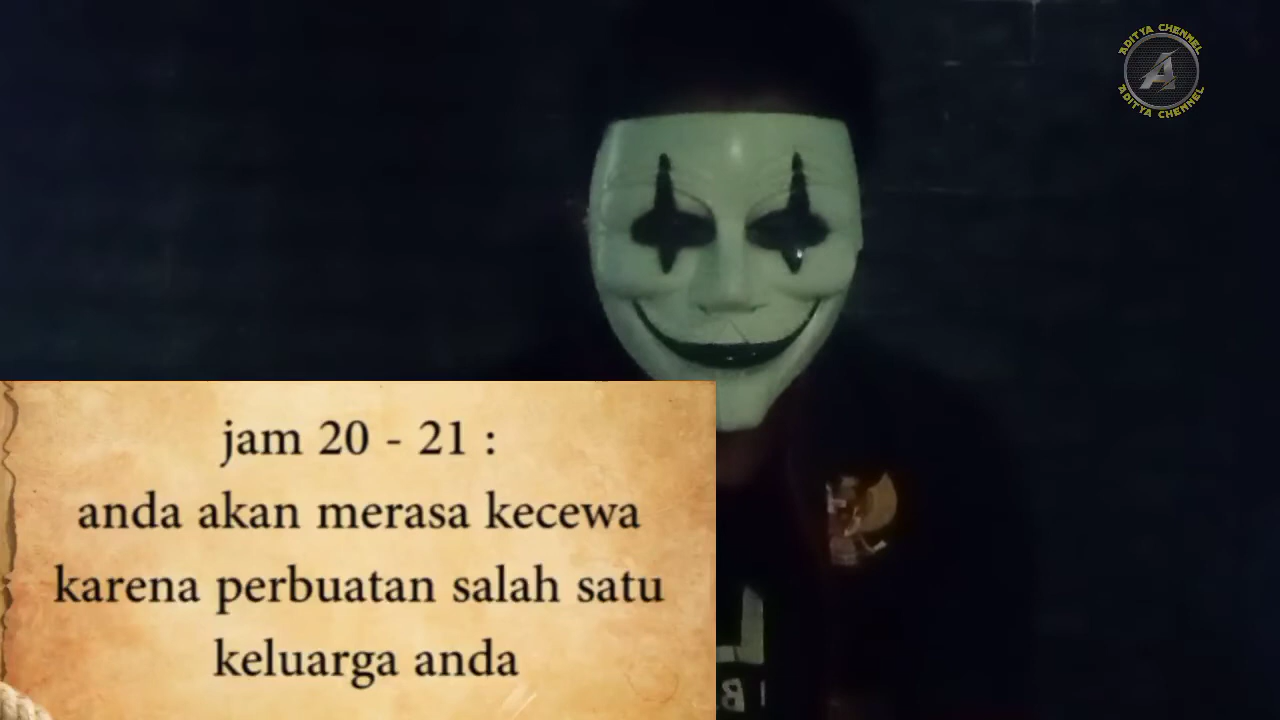 ADITYA CHENNEL
A
ADITYA CHENNEL
jam 20 - 21 :
anda akan merasa kecewa
karena perbuatan salah satu
keluarga anda